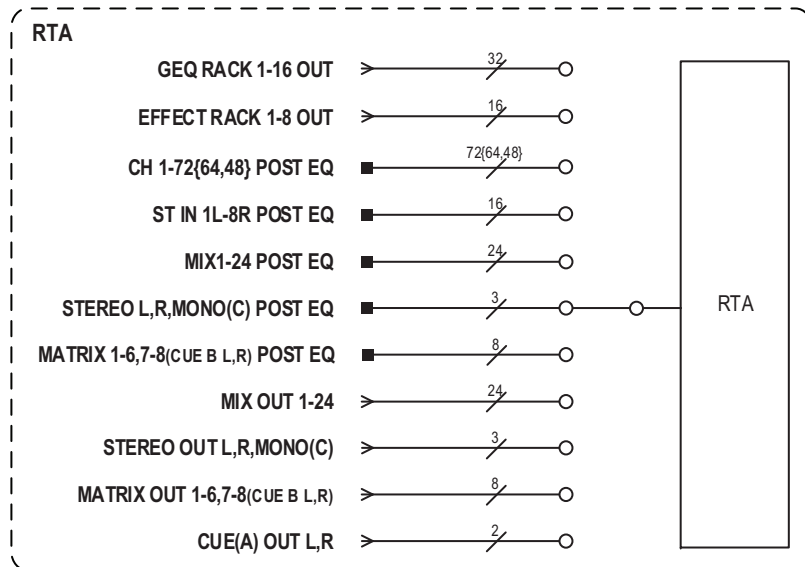 RTA
GEQ RACK 1-16 OUT 32
EFFECT RACK 1-8 OUT 16
CH 1-72{64,48} POST EQ 72{64,48}
ST IN 1L-8R POST EQ 16
MIX1-24 POST EQ 24
STEREO L,R,MONO(C) POST EQ 3 RTA
MATRIX 1-6,7-8(CUE B L,R) POST EQ 8
MIX OUT 1-24 24
STEREO OUT L,R,MONO(C) 3
MATRIX OUT 1-6,7-8(CUE B L,R) 8
CUE(A) OUT L,R 2